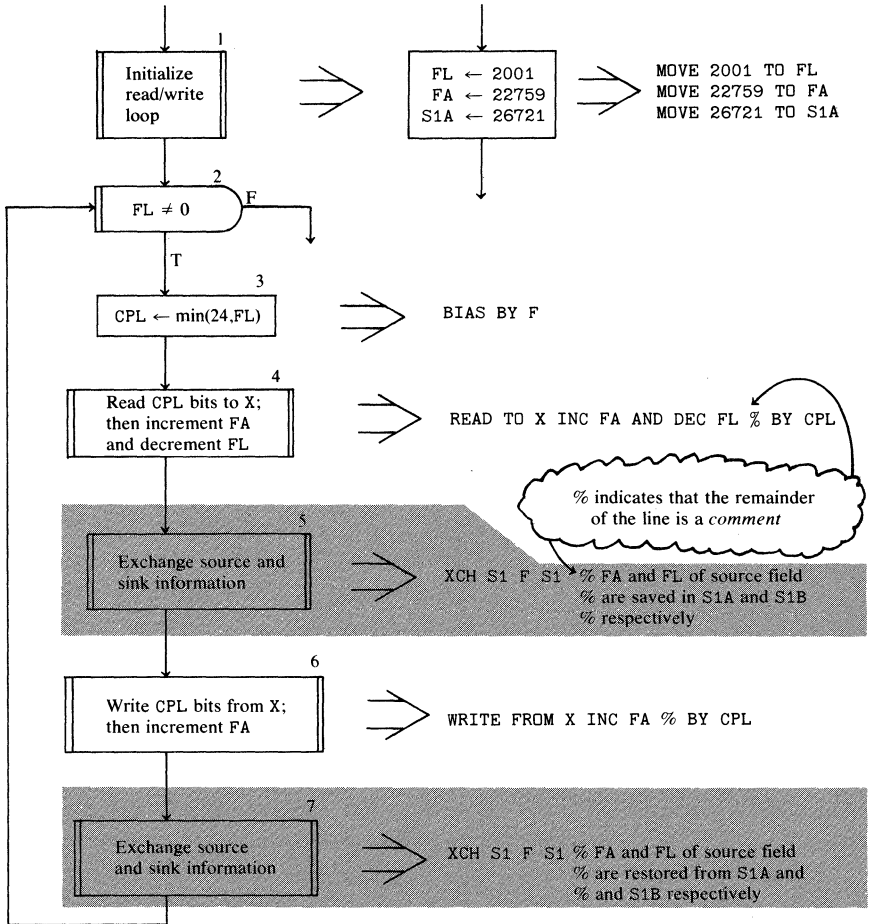 1
Initialize
read/write
loop
FL ← 2001
FA ← 22759
S1A ← 26721
MOVE 2001 TO FL
MOVE 22759 TO FA
MOVE 26721 TO S1A
2
FL ≠ 0
F
T
3
CPL ← min(24,FL)
BIAS BY F
4
Read CPL bits to X;
then increment FA
and decrement FL
READ TO X INC FA AND DEC FL % BY CPL
% indicates that the remainder
of the line is a comment
5
Exchange source and
sink information
XCH S1 F S1 % FA and FL of source field
% are saved in S1A and S1B
% respectively
6
Write CPL bits from X;
then increment FA
WRITE FROM X INC FA % BY CPL
7
Exchange source
and sink information
XCH S1 F S1 % FA and FL of source field
% are restored from S1A and
% and S1B respectively